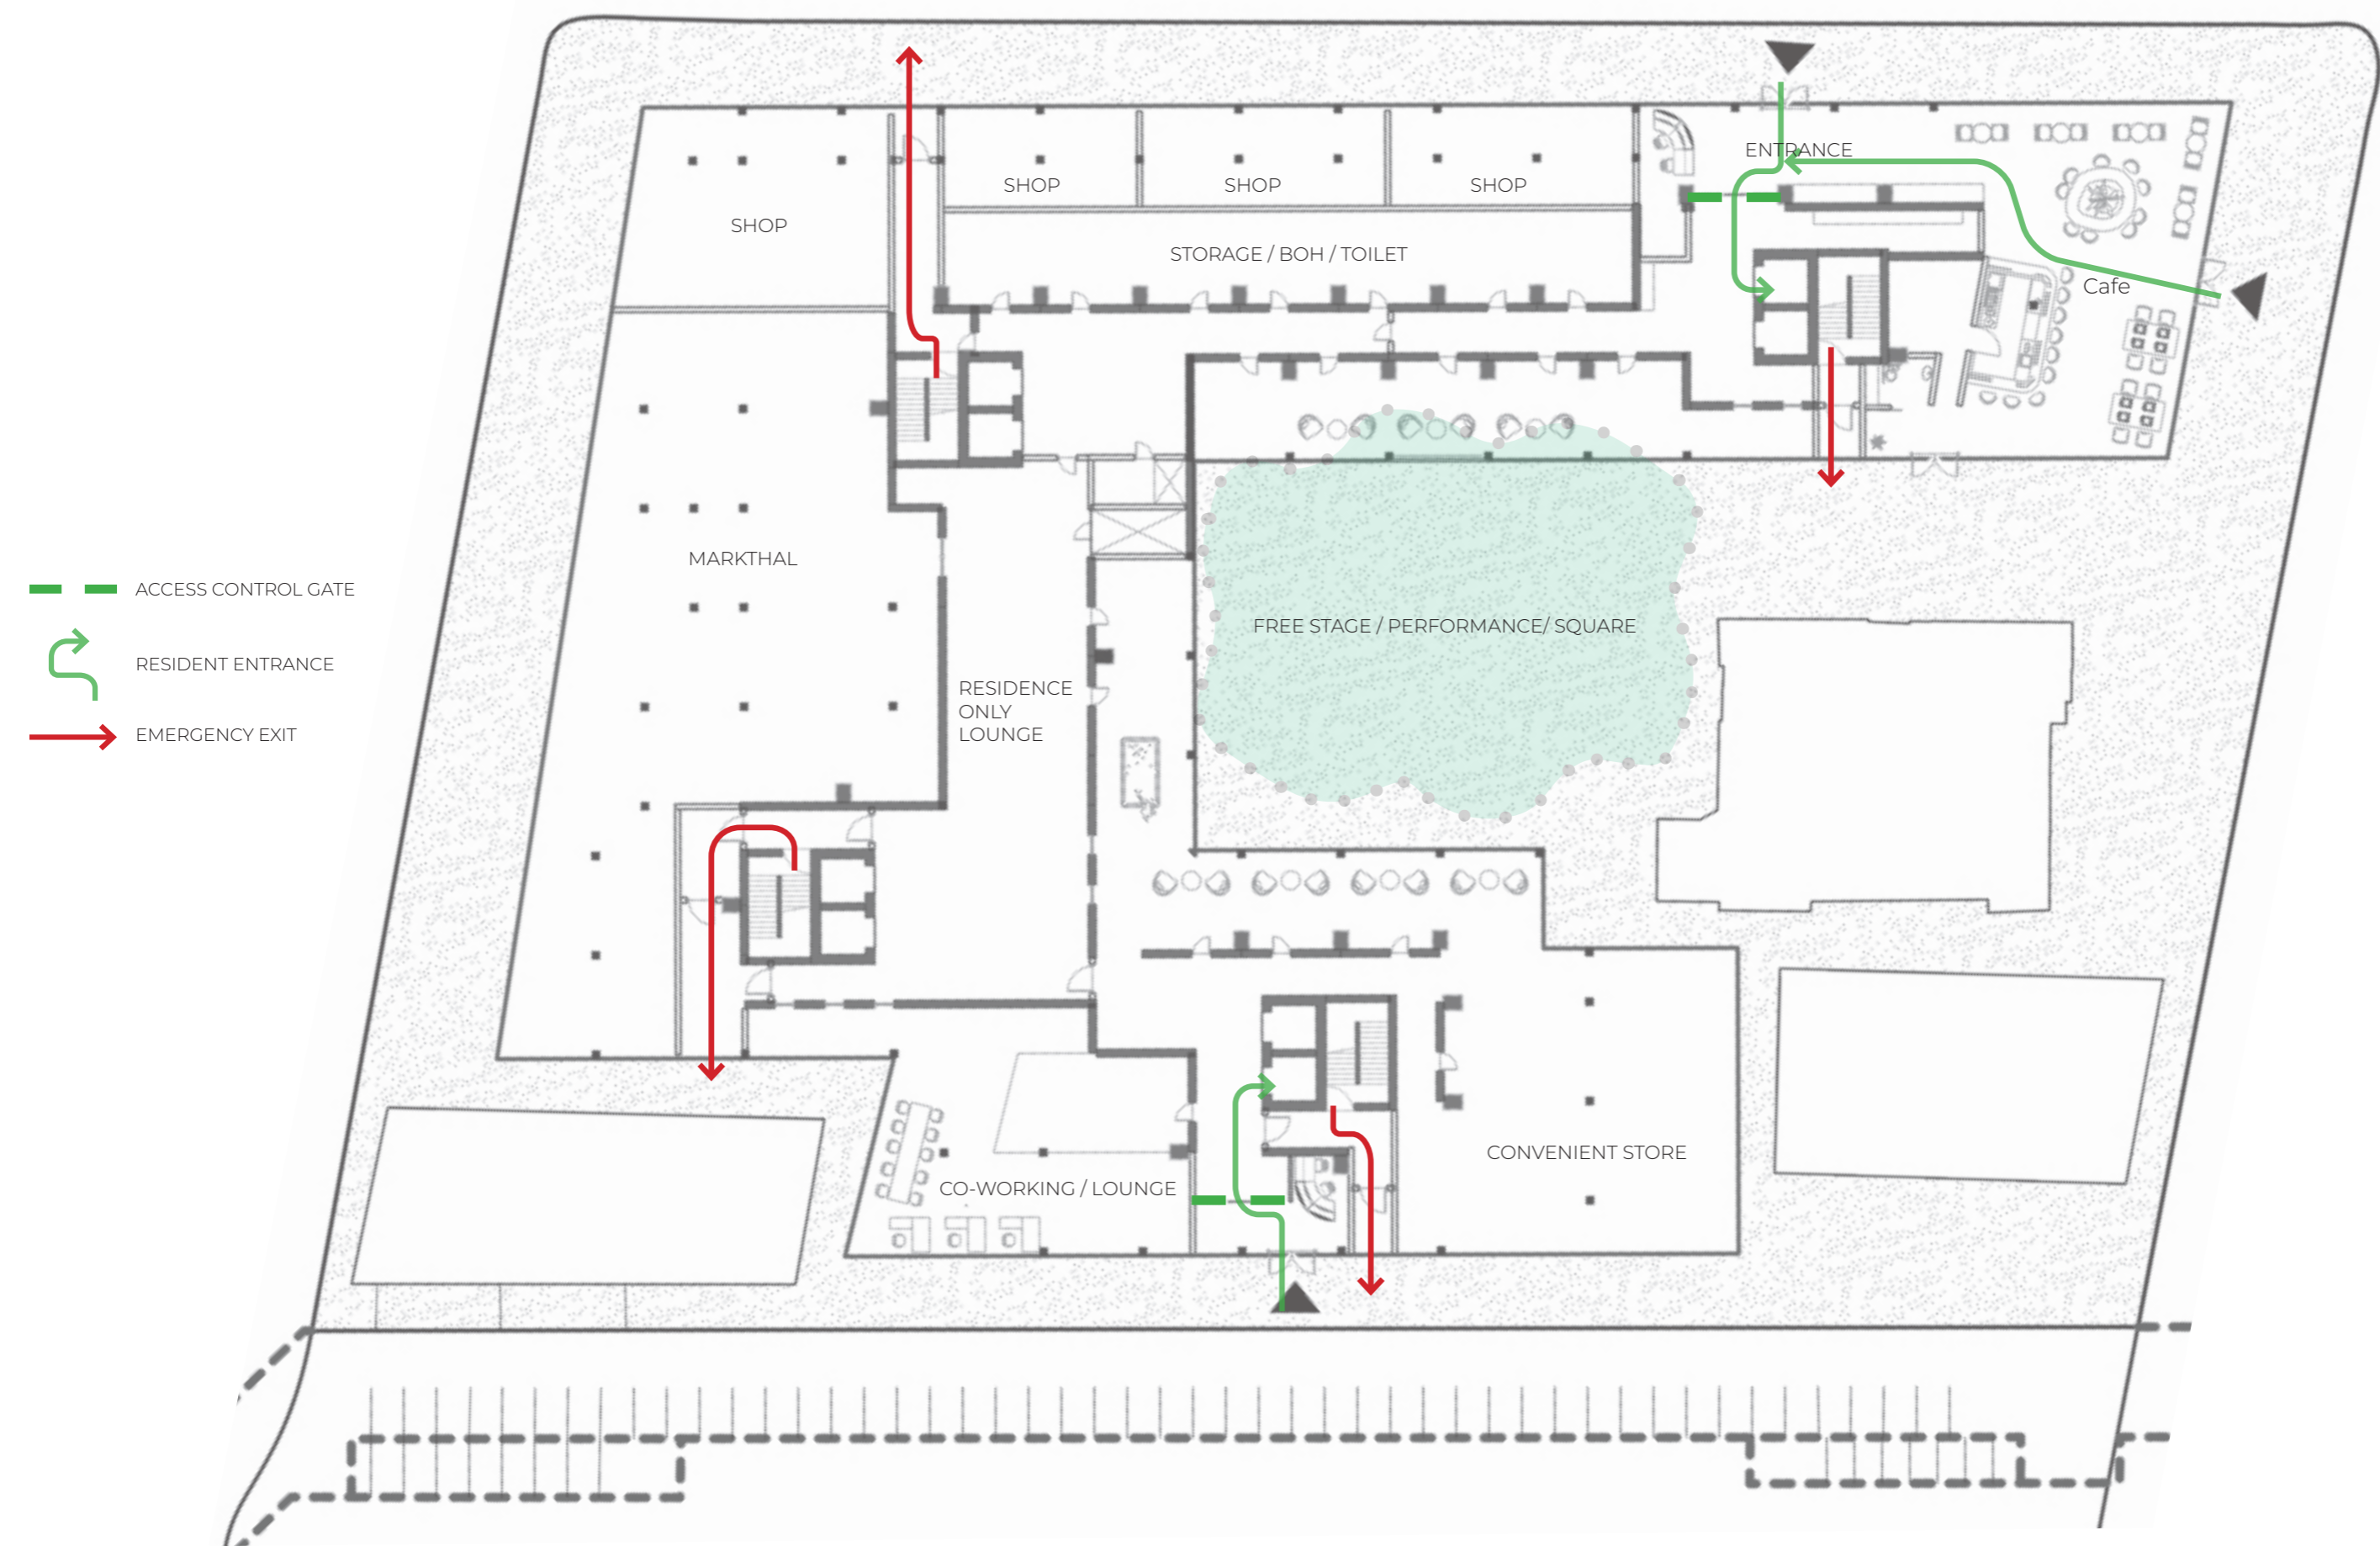 ENTRANCE
SHOP
SHOP
SHOP
SHOP
STORAGE / BOH / TOILET
Cafe
MARKTHAL
ACCESS CONTROL GATE
FREE STAGE / PERFORMANCE/ SQUARE
RESIDENT ENTRANCE
RESIDENCE
ONLY
LOUNGE
EMERGENCY EXIT
CONVENIENT STORE
CO-WORKING / LOUNGE